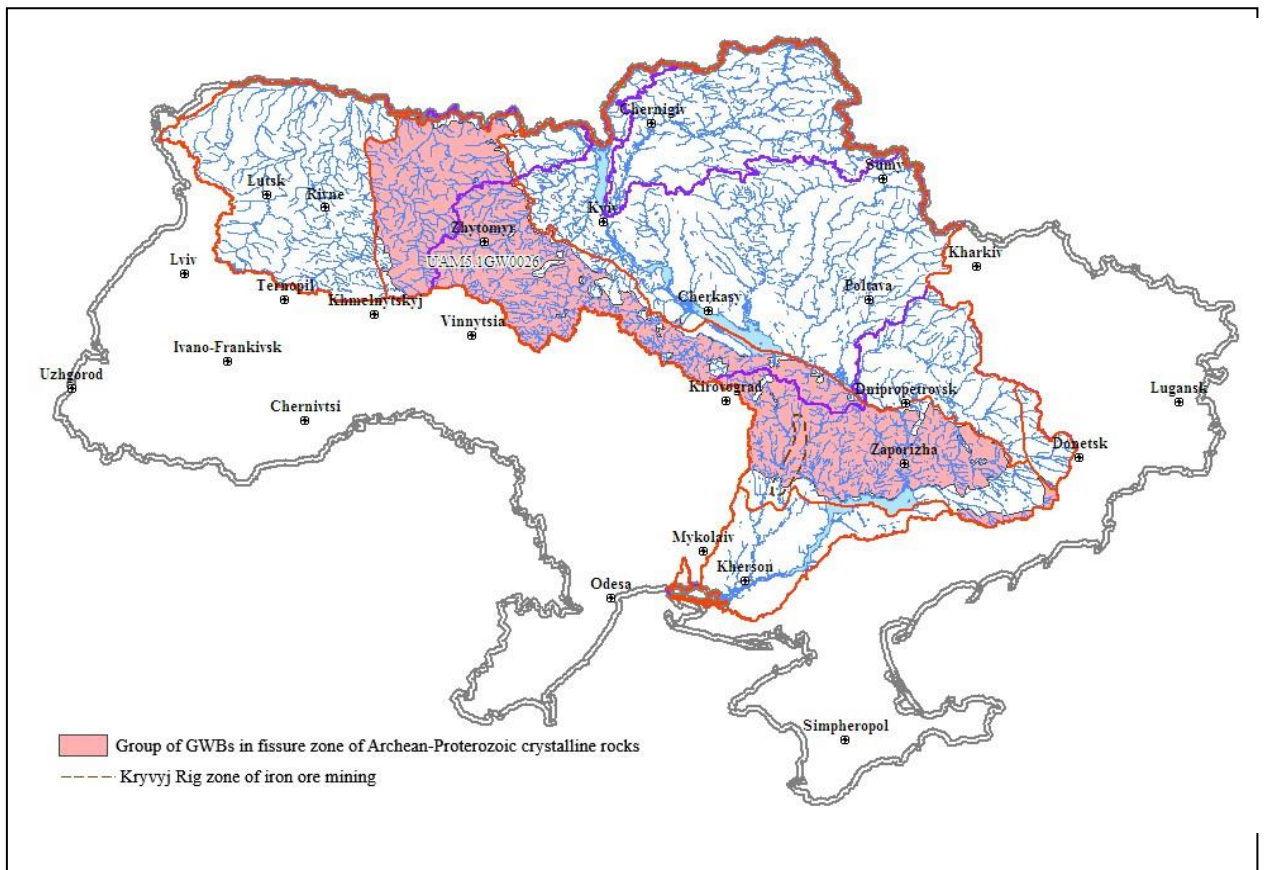 Chernigiv
Sumy
Lutsk
Rivne
Kyiv
Zhytomyr
Kharkiv
UAM5.1GW0026
Lviv
Ternopil
Khmelnytskyj
Cherkasy
Poltava
Vinnytsia
Ivano-Frankivsk
Uzhgorod
Kirovograd
Dnipropetrovsk
Lugansk
Chernivtsi
Donetsk
Zaporizha
Mykolaiv
Kherson
Odesa
Simpheropol
Group of GWBs in fissure zone of Archean-Proterozoic crystalline rocks
Kryvyj Rig zone of iron ore mining